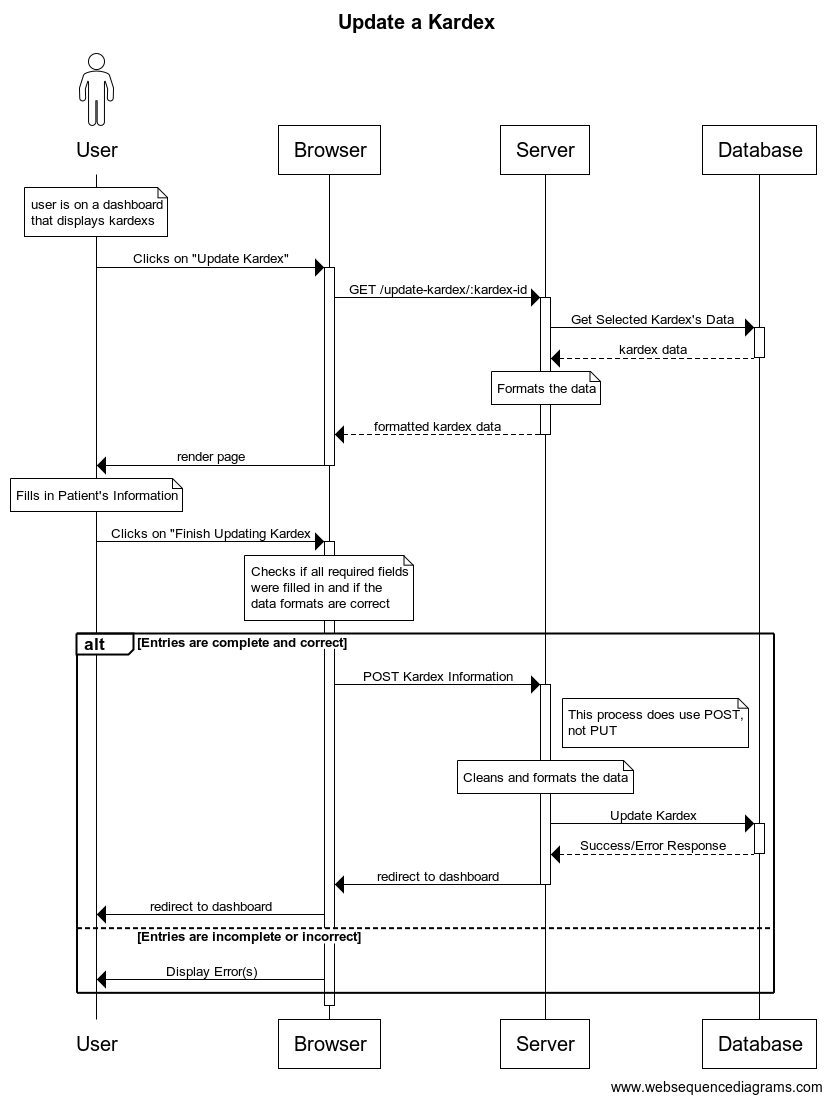 Update a Kardex
User
Browser
Server
Database
user is on a dashboard
that displays kardexs
Clicks on "Update Kardex"
GET /update-kardex/:kardex-id
Get Selected Kardex's Data
kardex data
Formats the data
formatted kardex data
render page
Fills in Patient's Information
Clicks on "Finish Updating Kardex
Checks if all required fields
were filled in and if the
data formats are correct
alt
[Entries are complete and correct]
POST Kardex Information
This process does use POST,
not PUT
Cleans and formats the data
Update Kardex
Success/Error Response
redirect to dashboard
redirect to dashboard
[Entries are incomplete or incorrect]
Display Error(s)
User
Browser
Server
Database
www.websequencediagrams.com